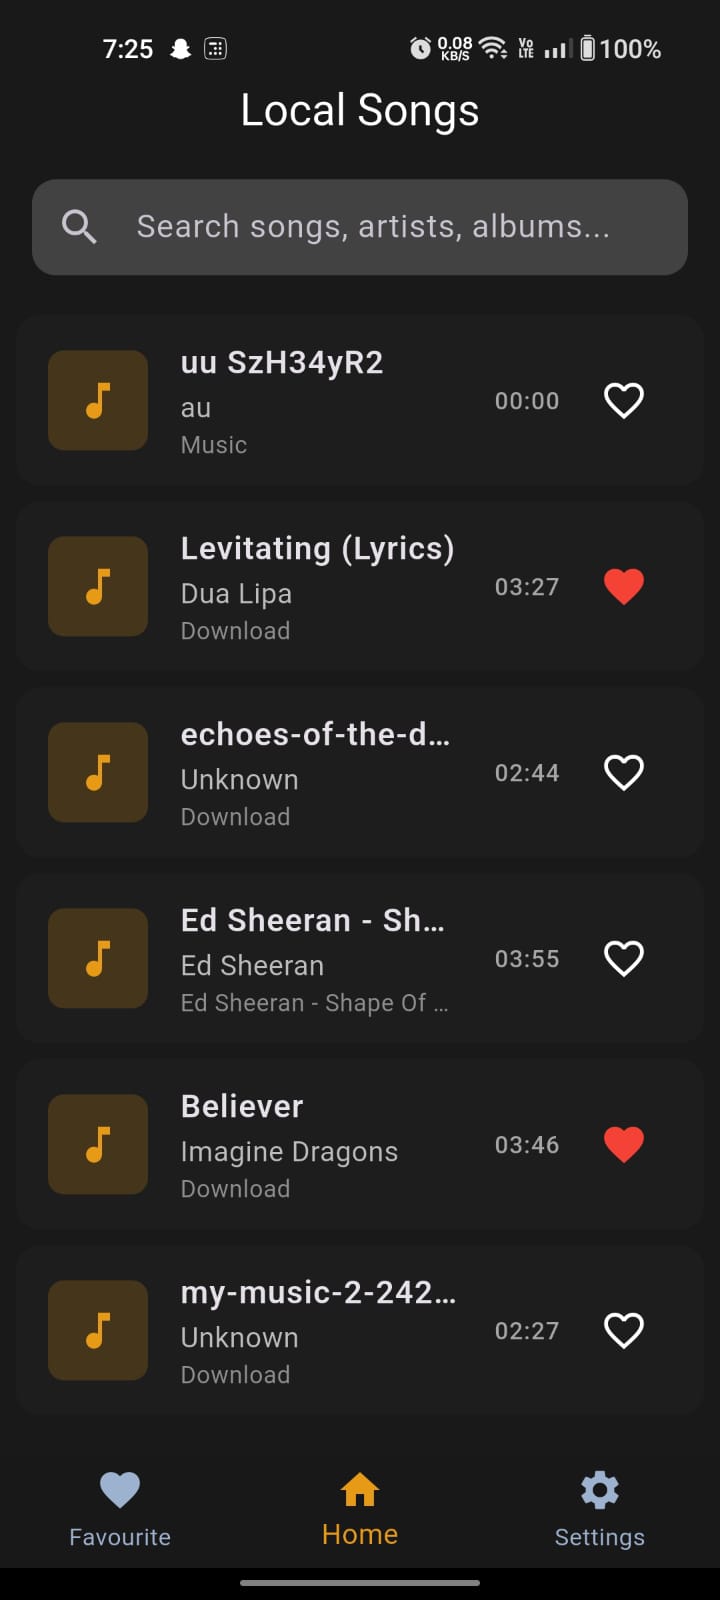 7:25
0.08
KB/S
Vo
LTE
100%
Local Songs
Search songs, artists, albums...
uu SzH34yR2
au
00:00
Music
Levitating (Lyrics)
Dua Lipa
03:27
Download
echoes-of-the-d...
Unknown
02:44
Download
Ed Sheeran - Sh...
Ed Sheeran
03:55
Ed Sheeran - Shape Of ...
Believer
Imagine Dragons
03:46
Download
my-music-2-242...
Unknown
02:27
Download
Favourite
Home
Settings